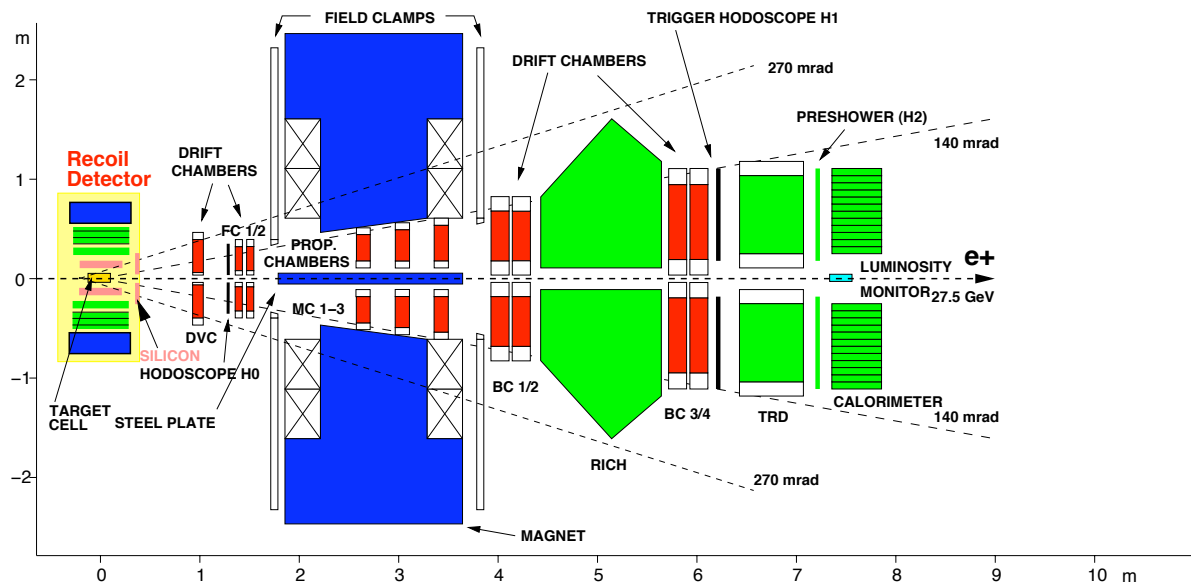 FIELD CLAMPS
TRIGGER HODOSCOPE H1
m
2
1
0
−1
−2
DRIFT CHAMBERS
270 mrad
PRESHOWER (H2)
140 mrad
Recoil
Detector
DRIFT
CHAMBERS
FC 1/2
PROP.
CHAMBERS
MC 1−3
e+
27.5 GeV
LUMINOSITY
MONITOR
DVC
SILICON
HODOSCOPE H0
TARGET
CELL
STEEL PLATE
BC 1/2
BC 3/4
TRD
CALORIMETER
140 mrad
RICH
270 mrad
MAGNET
0
1
2
3
4
5
6
7
8
9
10
m